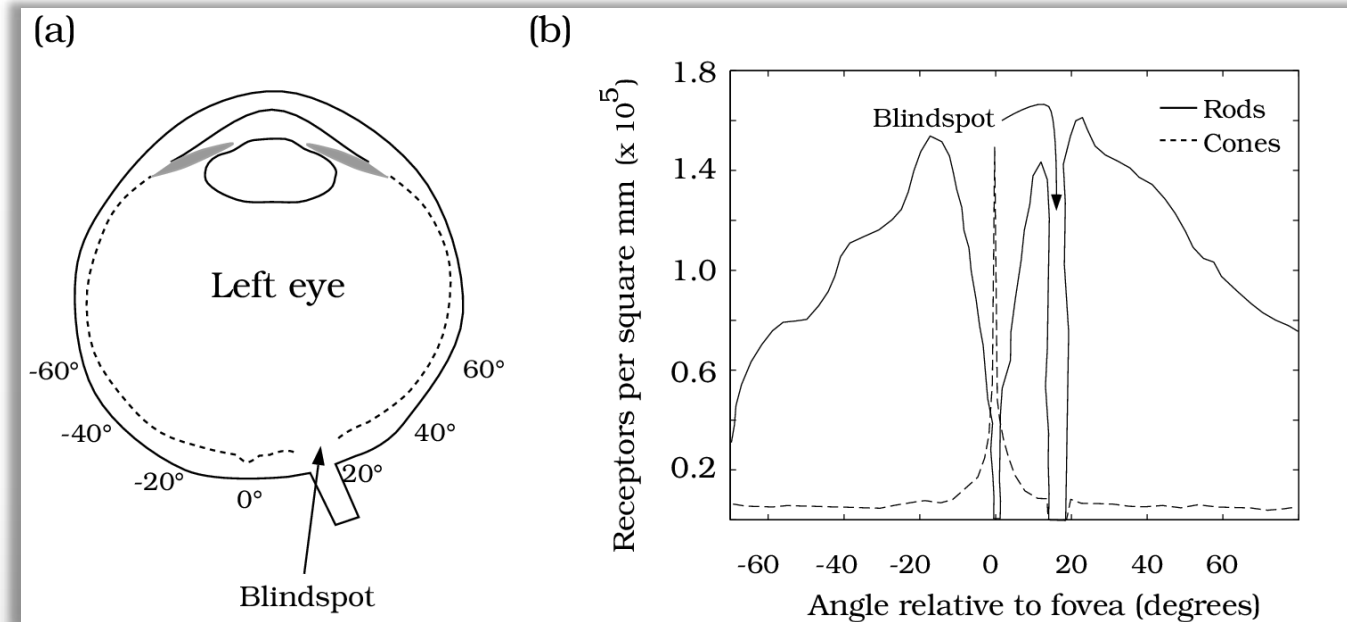 (a)
Left eye
-60°
-40°
-20°
0°
20°
40°
60°
Blindspot
(b)
Receptors per square mm (x 10⁵)
1.8
1.4
1.0
0.6
0.2
Blindspot
Rods
Cones
-60 -40 -20 0 20 40 60
Angle relative to fovea (degrees)